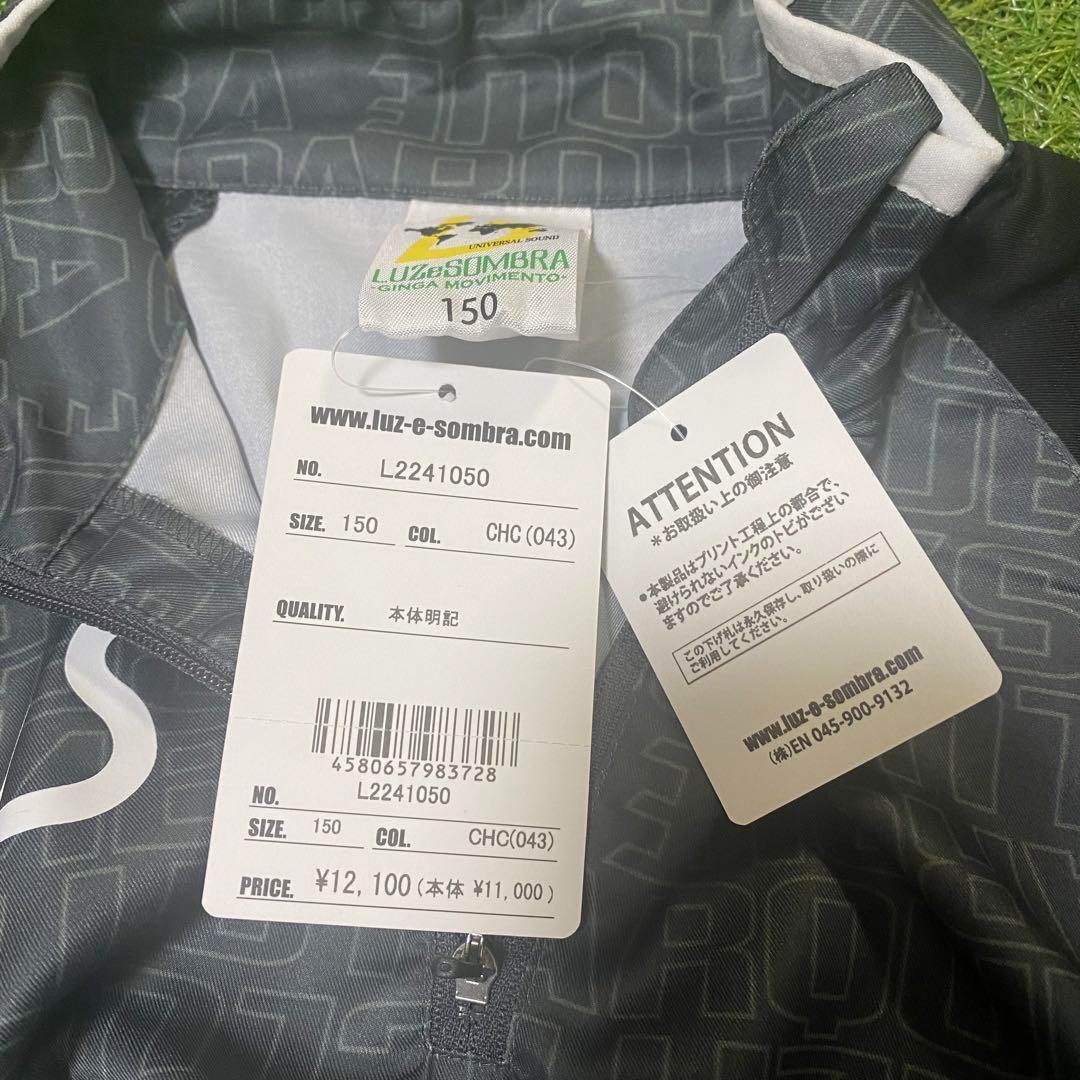 UNIVERSAL SOUND
LUZeSOMBRA
-GINGA MOVIMENTO-
150
www.luz-e-sombra.com
NO. L2241050
SIZE. 150 COL. CHC(043)
QUALITY. 本体明記
4580657983728
NO. L2241050
SIZE. 150 COL. CHC(043)
PRICE. ¥12,100(本体 ¥11,000)
ATTENTION
*お取扱い上の御注意
●本製品はプリント工程上の都合で、
避けられないインクのトビがござい
ますのでご了承ください。
この下げ札は永久保存し、取り扱いの際に
ご利用してください。
www.luz-e-sombra.com
(株)EN 045-900-9132